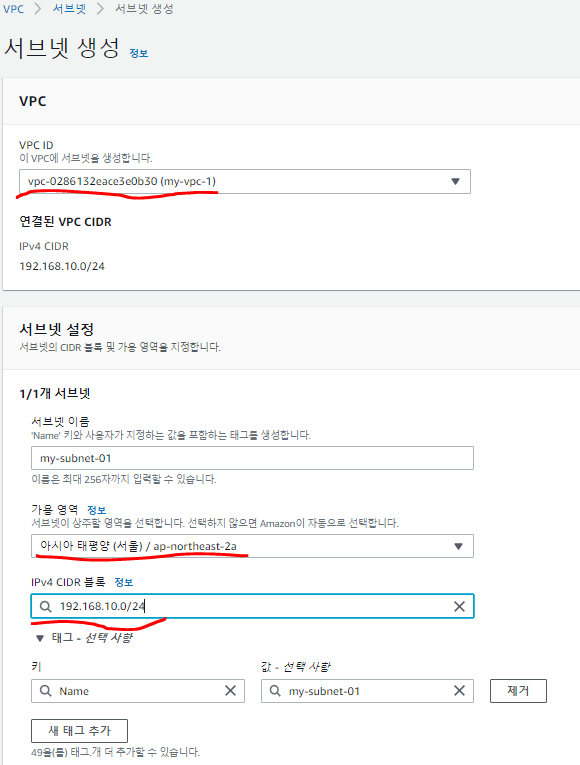 VPC > 서브넷 > 서브넷 생성
서브넷 생성 정보
VPC
VPC ID
이 VPC에 서브넷을 생성합니다.
vpc-0286132eace3e0b30 (my-vpc-1)
연결된 VPC CIDR
IPv4 CIDR
192.168.10.0/24
서브넷 설정
서브넷의 CIDR 블록 및 가용 영역을 지정합니다.
1/1개 서브넷
서브넷 이름
'Name' 키와 사용자가 지정하는 값을 포함하는 태그를 생성합니다.
my-subnet-01
이름은 최대 256자까지 입력할 수 있습니다.
가용 영역 정보
서브넷이 상주할 영역을 선택합니다. 선택하지 않으면 Amazon이 자동으로 선택합니다.
아시아 태평양 (서울) / ap-northeast-2a
IPv4 CIDR 블록 정보
192.168.10.0/24
태그 - 선택 사항
키 값 - 선택 사항
Name my-subnet-01 제거
새 태그 추가
49을(를) 태그.개 더 추가할 수 있습니다.